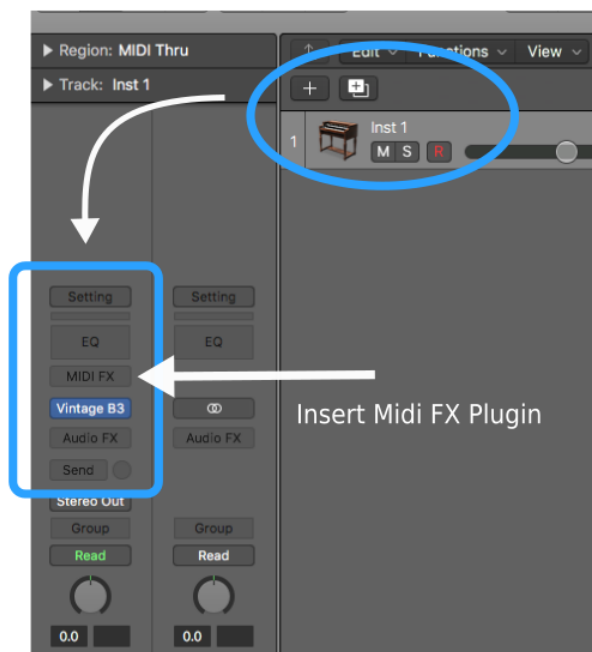 Region: MIDI Thru
Track: Inst 1
Edit Functions View
1
Inst 1
M S R
Setting Setting
EQ EQ
MIDI FX
Vintage B3
Insert Midi FX Plugin
Audio FX Audio FX
Send
Stereo Out
Group Group
Read Read
0.0 0.0